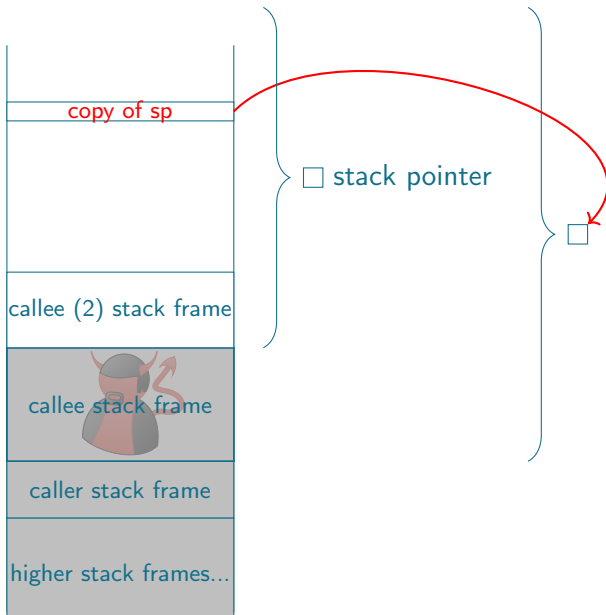 copy of sp
stack pointer
callee (2) stack frame
callee stack frame
caller stack frame
higher stack frames...